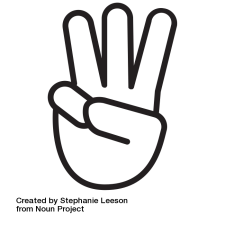 Created by Stephanie Leeson
from Noun Project